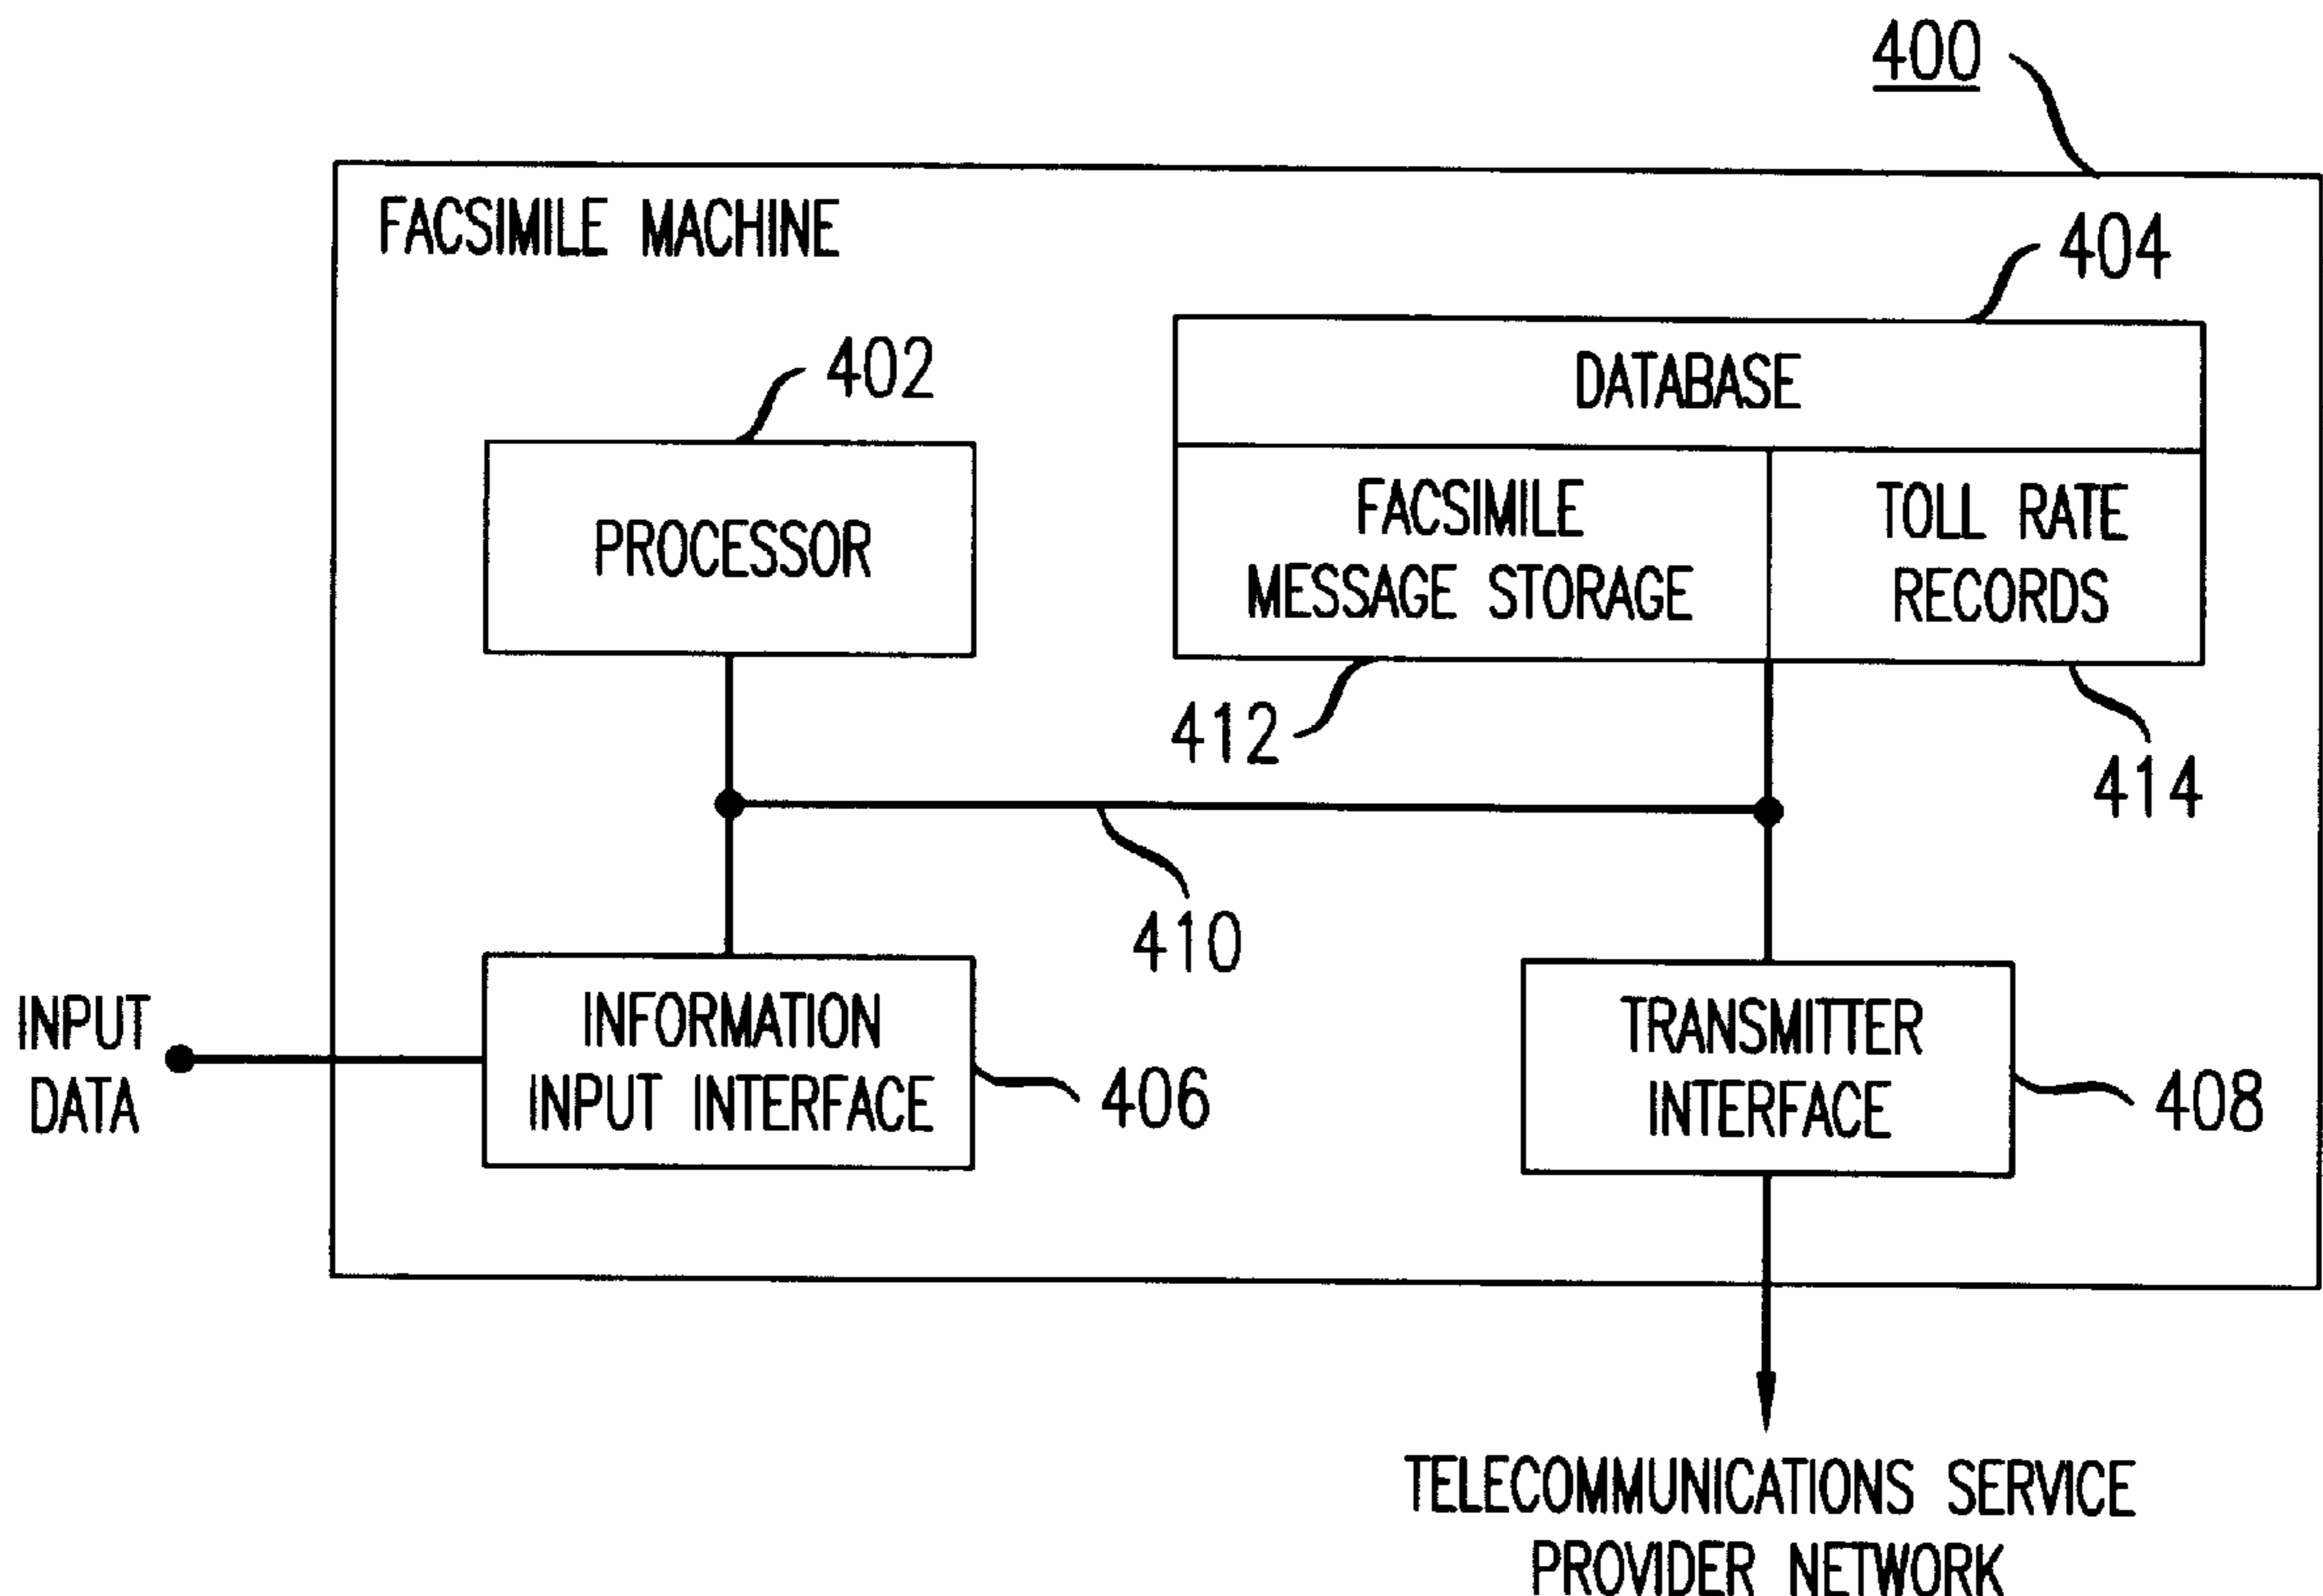 400
FACSIMILE MACHINE
404
DATABASE
402
PROCESSOR
FACSIMILE
MESSAGE STORAGE
TOLL RATE
RECORDS
412
414
410
INPUT
DATA
INFORMATION
INPUT INTERFACE
406
TRANSMITTER
INTERFACE
408
TELECOMMUNICATIONS SERVICE
PROVIDER NETWORK